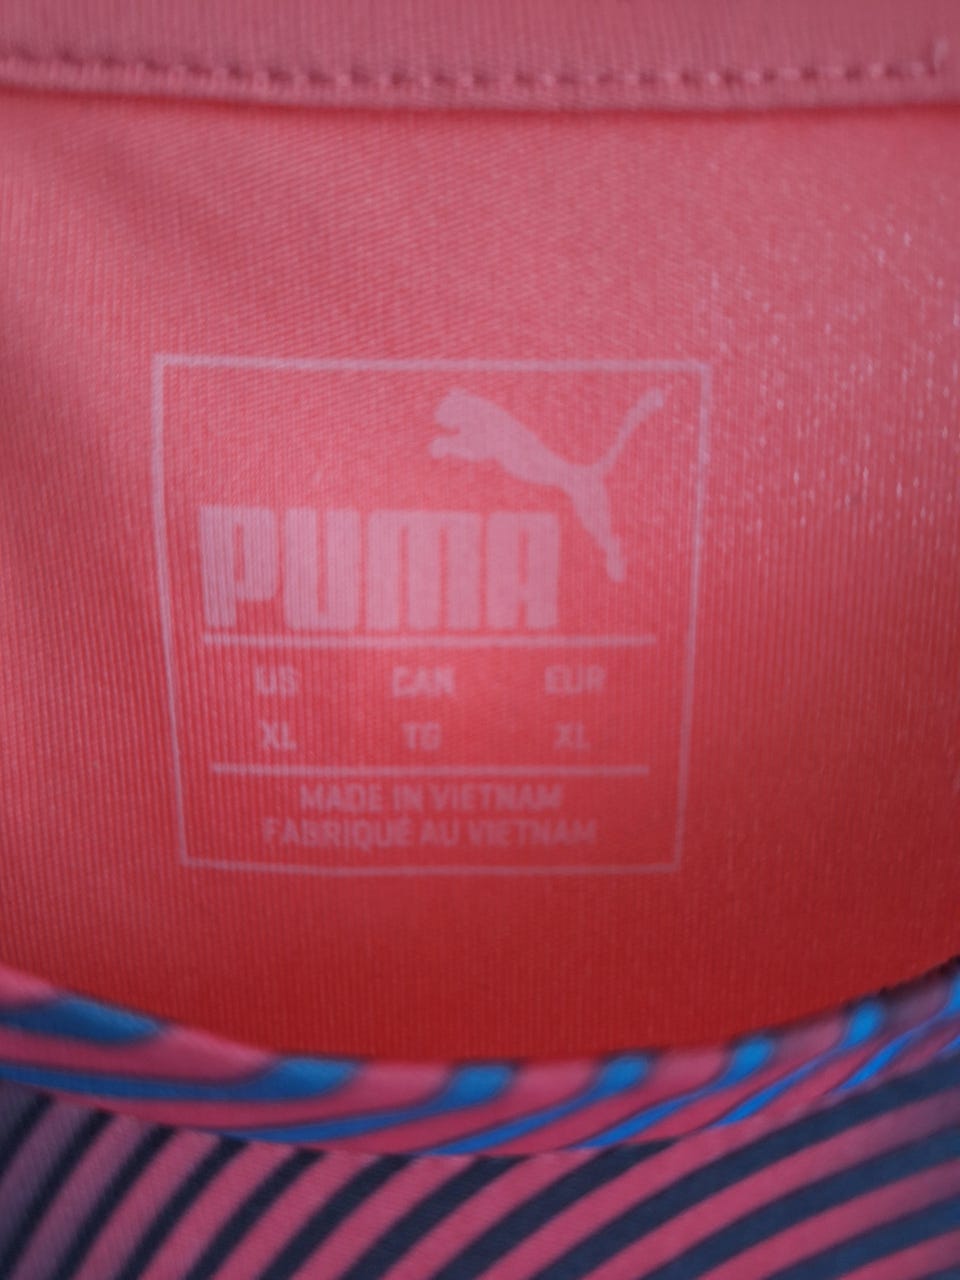 PUMA
US CAN EUR
XL TG XL
MADE IN VIETNAM
FABRIQUÉ AU VIETNAM